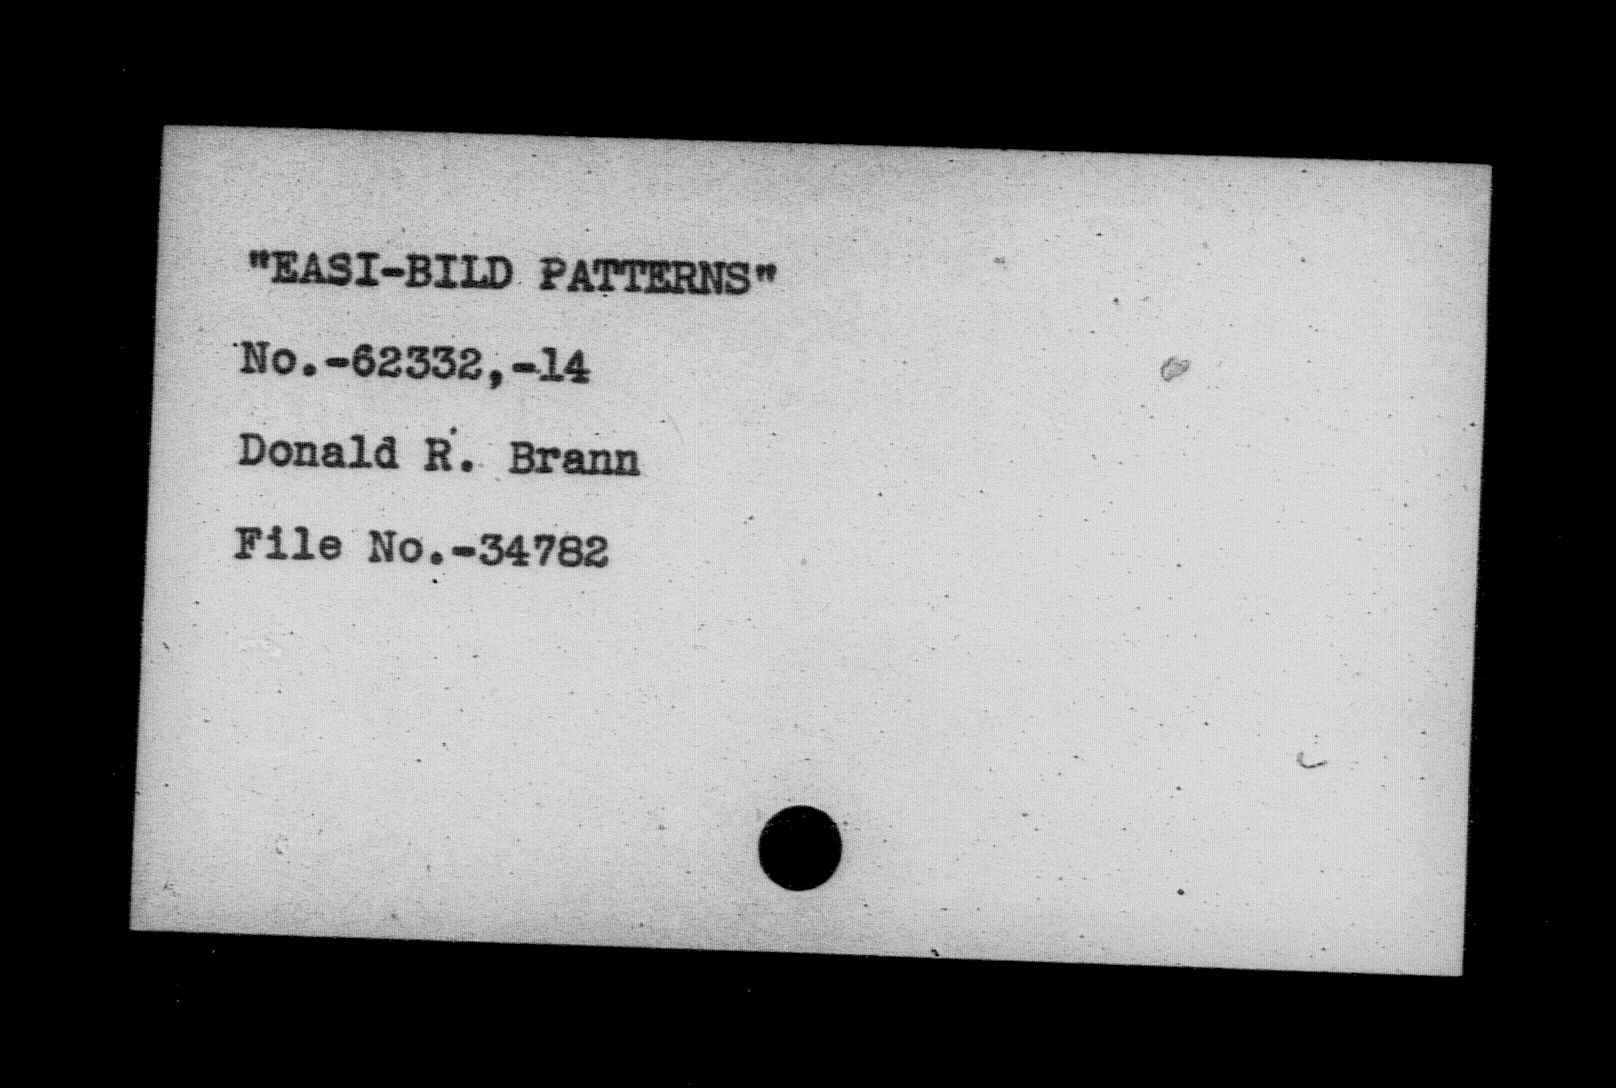 "EASI-BILD PATTERNS"
No.-62332,-14
Donald R. Brann
File No.-34782